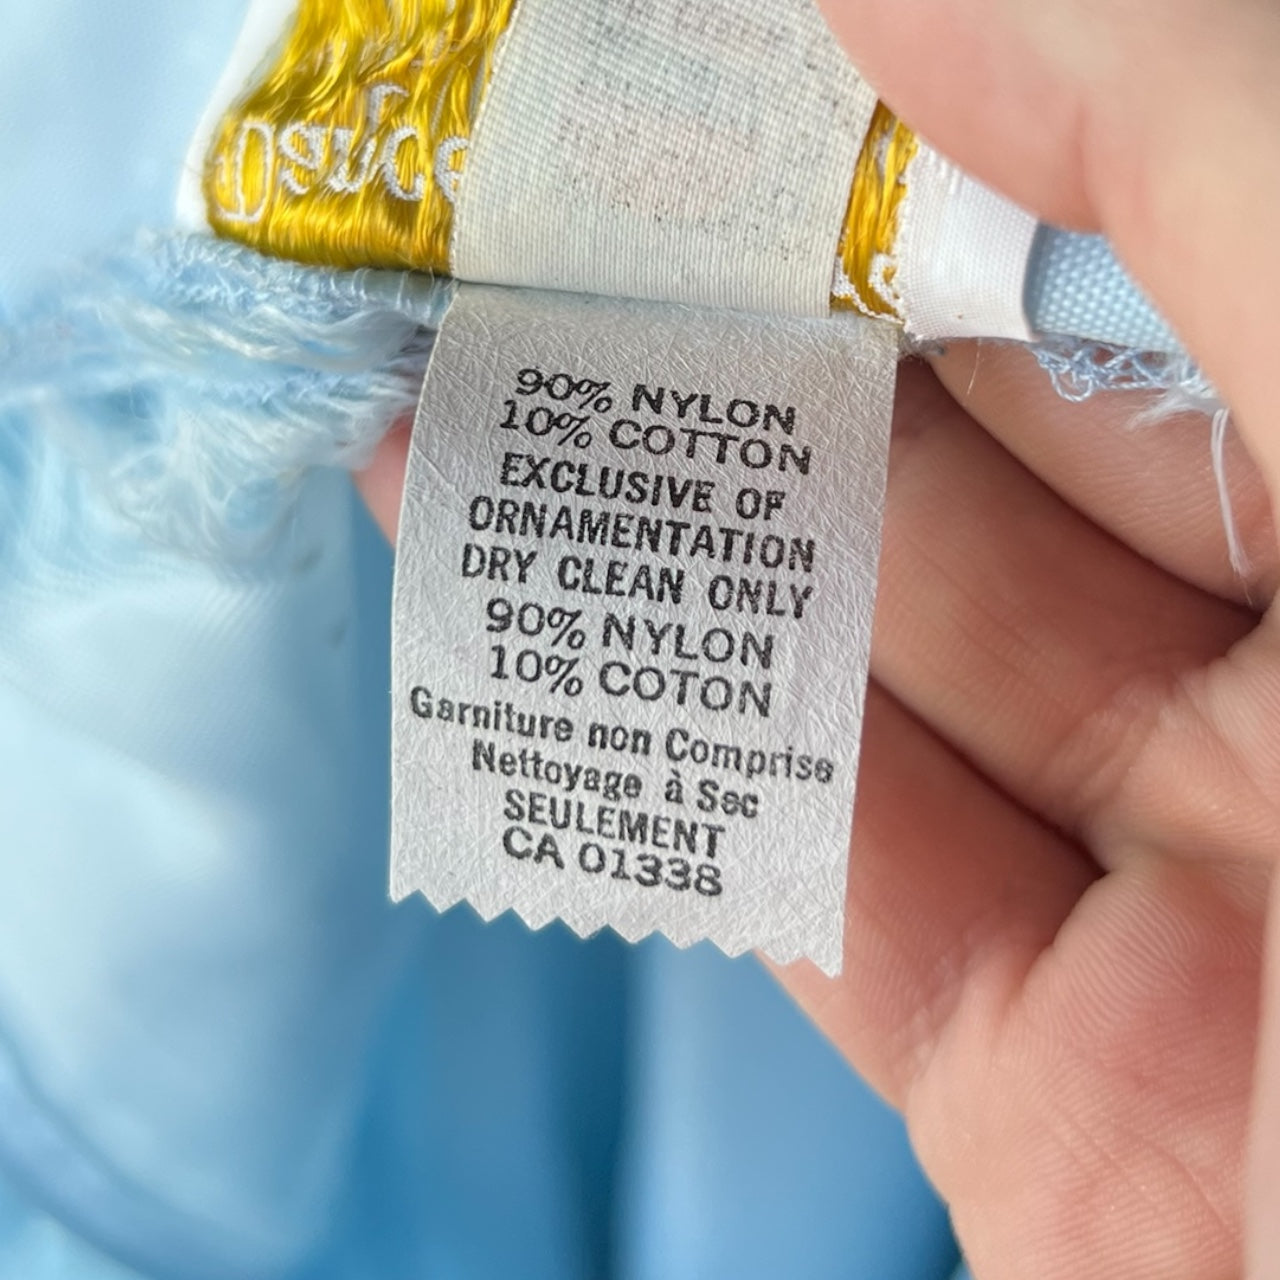 90% NYLON
10% COTTON
EXCLUSIVE OF
ORNAMENTATION
DRY CLEAN ONLY
90% NYLON
10% COTON
Garniture non Comprise
Nettoyage à Sec
SEULEMENT
CA 01338